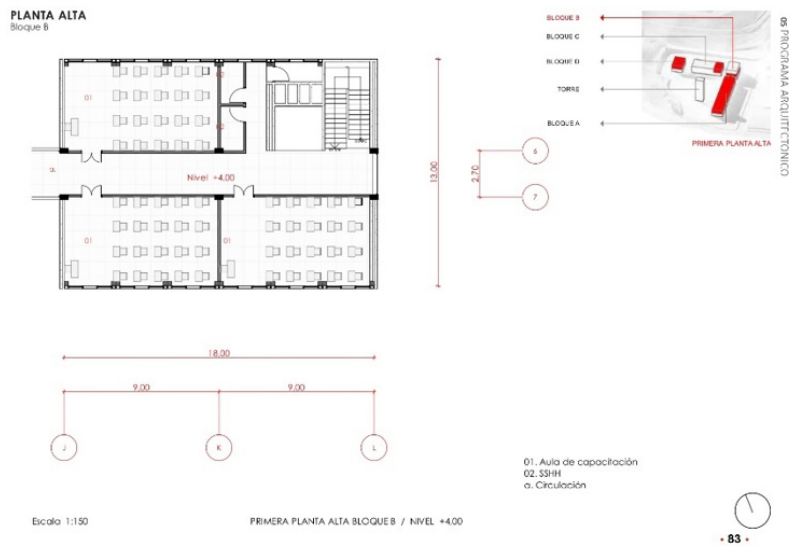 PLANTA ALTA
Bloque B
BLOQUE B
BLOQUE C
BLOQUE D
TORRE
BLOQUE A
PRIMERA PLANTA ALTA
05 PROGRAMA ARQUITECTONICO
01
02
02
Nivel +4,00
01
01
13,00
2,70
6
7
18,00
9,00
9,00
J
K
L
01. Aula de capacitación
02. SSHH
a. Circulación
Escala 1:150
PRIMERA PLANTA ALTA BLOQUE B / NIVEL +4,00
• 83 •